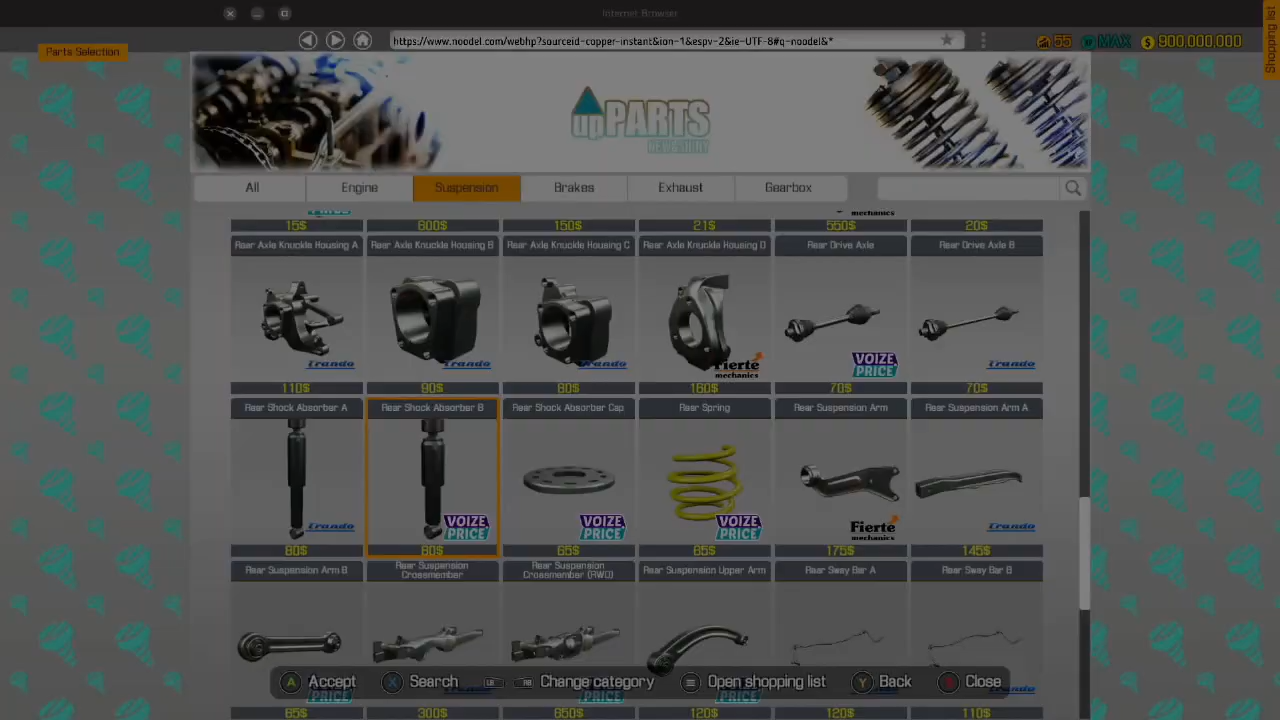 Internet Browser
https://www.noodel.com/webhp?sourceid-copper-instant&ion-1&espv-2&ie-UTF-8#q-noodel&*
55 MAX $ 900,000,000
Shopping list
Parts Selection
upPARTS
All Engine Suspension Brakes Exhaust Gearbox
mechanics
15$ 600$ 150$ 21$ 550$ 20$
Rear Axle Knuckle Housing A Rear Axle Knuckle Housing B Rear Axle Knuckle Housing C Rear Axle Knuckle Housing D Rear Drive Axle Rear Drive Axle B
Trando Trando Trando Fierte mechanics VOIZE PRICE Trando
110$ 90$ 80$ 160$ 70$ 70$
Rear Shock Absorber A Rear Shock Absorber B Rear Shock Absorber Cap Rear Spring Rear Suspension Arm Rear Suspension Arm A
Trando VOIZE PRICE VOIZE PRICE VOIZE PRICE Fierte mechanics Trando
80$ 80$ 65$ 65$ 175$ 145$
Rear Suspension Arm B Rear Suspension Crossmember Rear Suspension Crossmember (RWD) Rear Suspension Upper Arm Rear Sway Bar A Rear Sway Bar B
A Accept X Search LB RB Change category Open shopping list Y Back Close
PRICE PRICE PRICE
65$ 300$ 650$ 120$ 120$ 110$